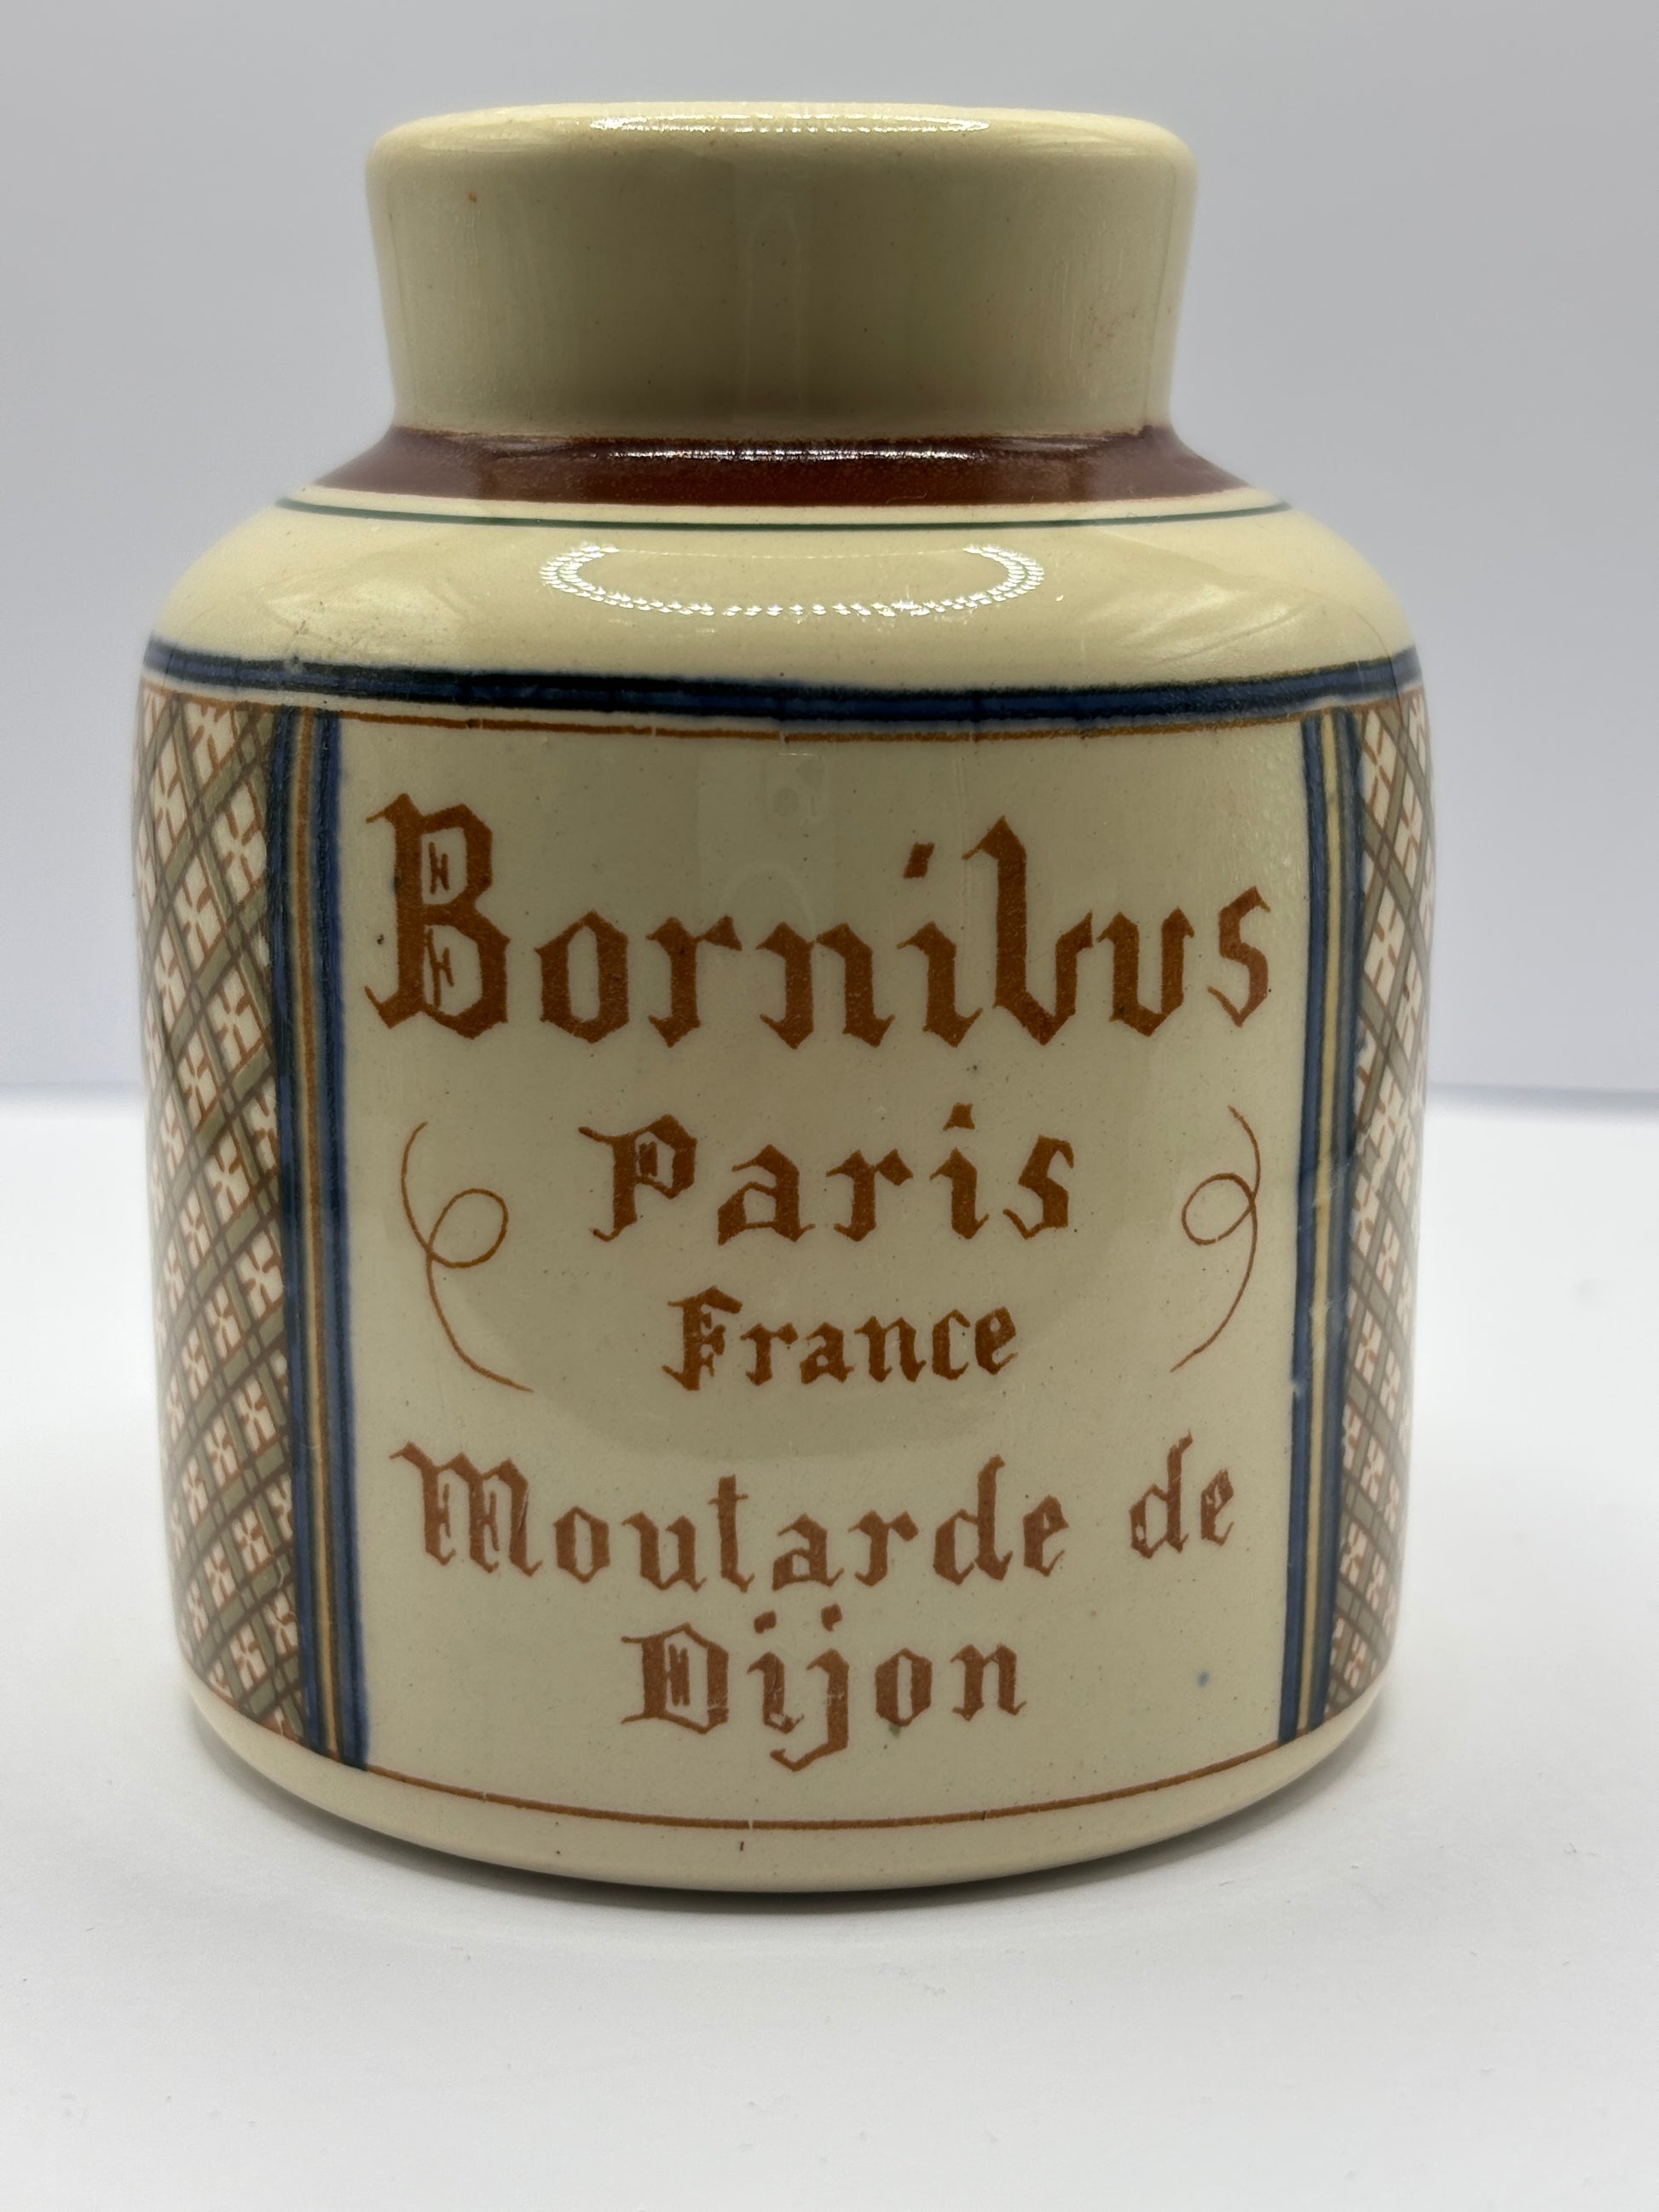 Bornibus
Paris
France
Moutarde de
Dijon